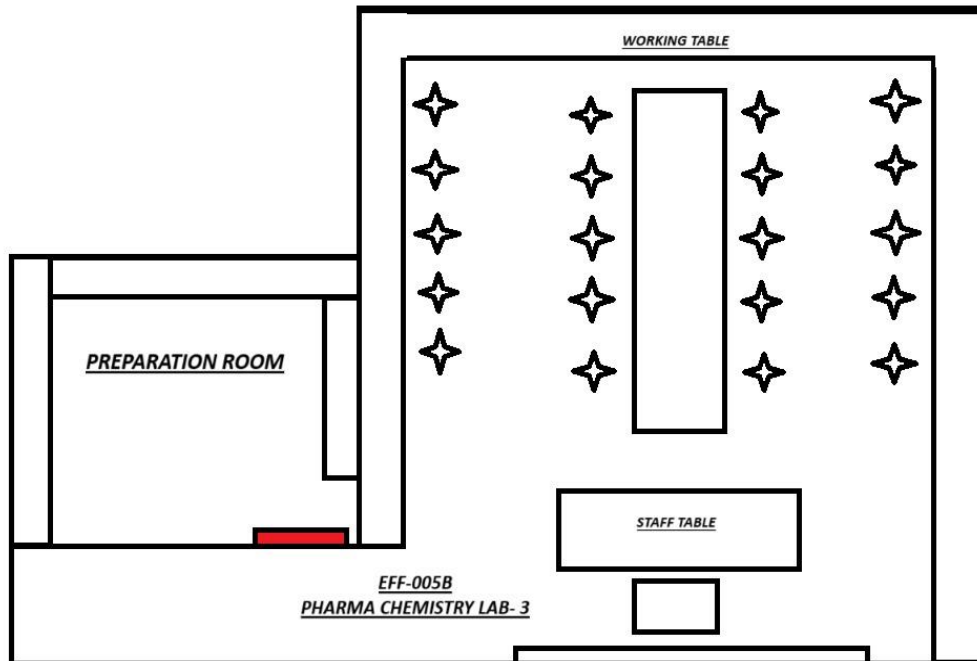 WORKING TABLE
PREPARATION ROOM
STAFF TABLE
EFF-005B
PHARMA CHEMISTRY LAB- 3